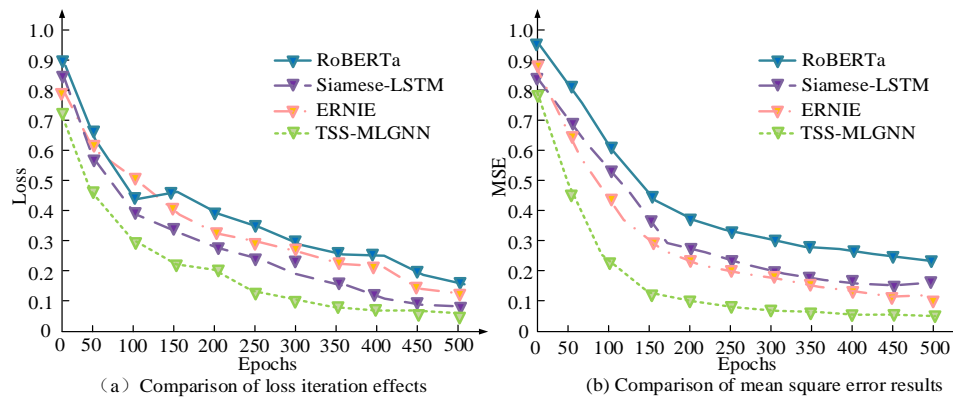 1.0
0.9
0.8
0.7
0.6
0.5
0.4
0.3
0.2
0.1
0
Loss
RoBERTa
Siamese-LSTM
ERNIE
TSS-MLGNN
0 50 100 150 200 250 300 350 400 450 500
Epochs
（a） Comparison of loss iteration effects
1.0
0.9
0.8
0.7
0.6
0.5
0.4
0.3
0.2
0.1
0
MSE
RoBERTa
Siamese-LSTM
ERNIE
TSS-MLGNN
0 50 100 150 200 250 300 350 400 450 500
Epochs
(b) Comparison of mean square error results